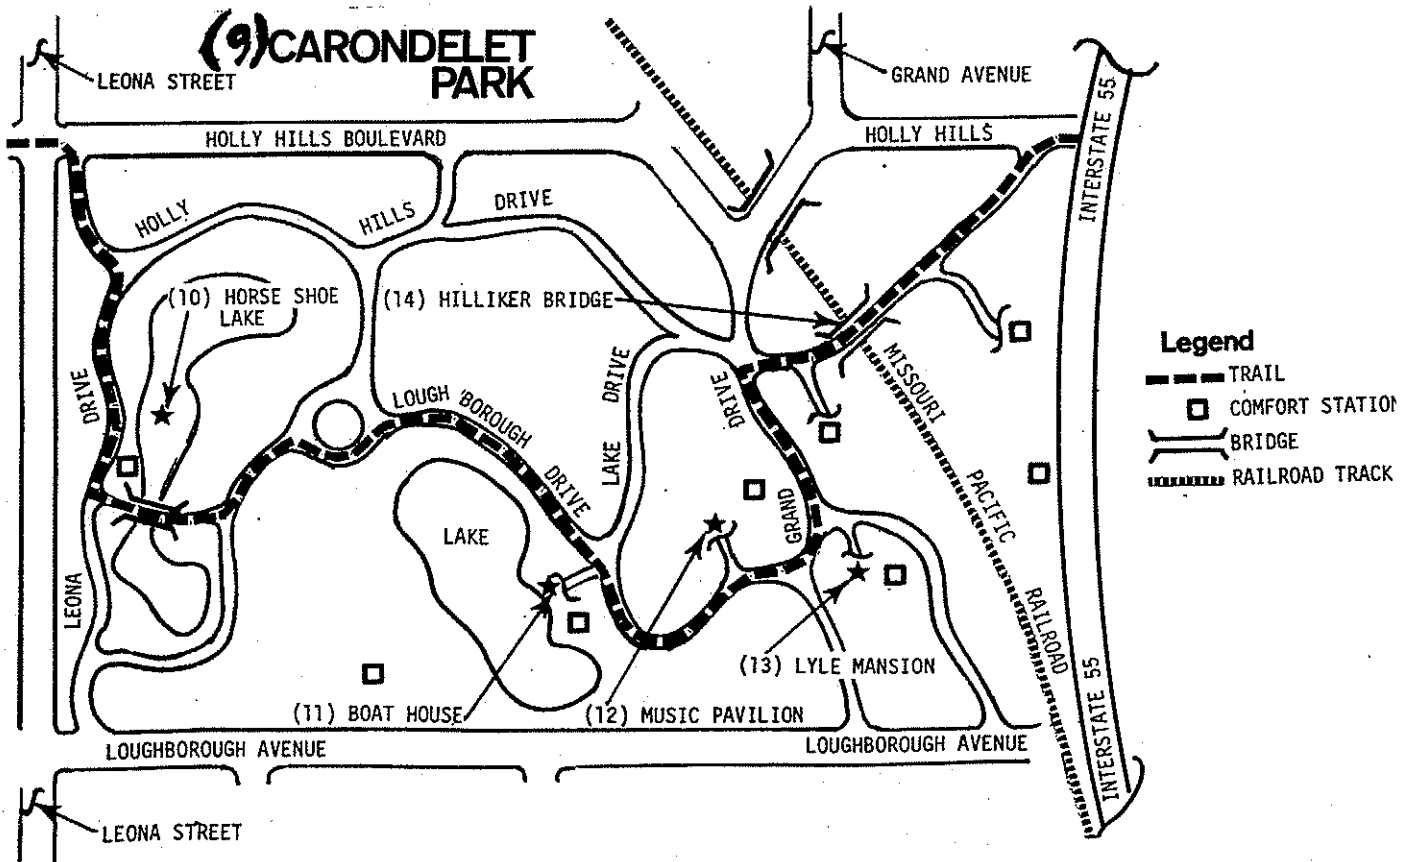 (9) CARONDELET
PARK
LEONA STREET
GRAND AVENUE
HOLLY HILLS BOULEVARD
HOLLY HILLS
INTERSTATE 55
HOLLY
HILLS
DRIVE
(10) HORSE SHOE
LAKE
(14) HILLIKER BRIDGE
DRIVE
LOUGH'BOROUGH
DRIVE
LAKE DRIVE
DRIVE
GRAND
MISSOURI
PACIFIC
RAILROAD
Legend
TRAIL
COMFORT STATION
BRIDGE
RAILROAD TRACK
LAKE
LEONA
(13) LYLE MANSION
(11) BOAT HOUSE
(12) MUSIC PAVILION
INTERSTATE 55
LOUGHBOROUGH AVENUE
LOUGHBOROUGH AVENUE
LEONA STREET